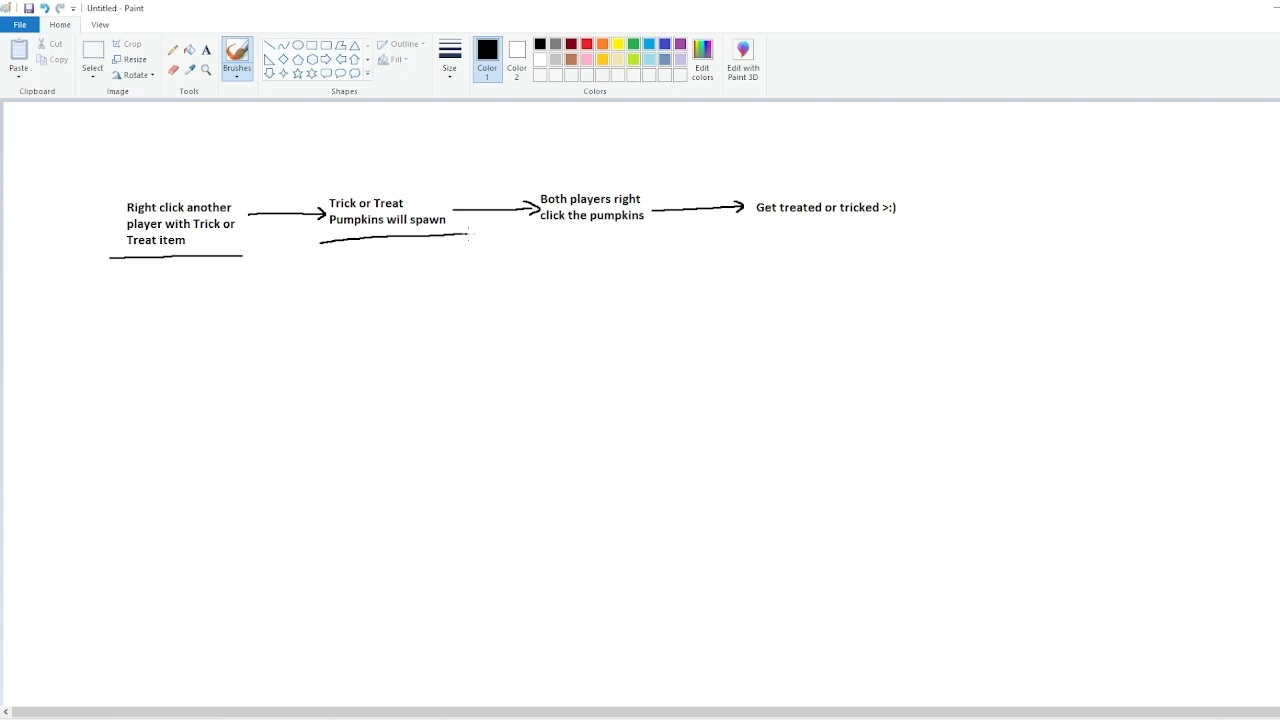 Untitled - Paint
File
Home
View
Paste
Cut
Copy
Clipboard
Select
Crop
Resize
Rotate
Image
A
Tools
Brushes
Outline
Fill
Shapes
Size
Color
1
Color
2
Edit
colors
Edit with
Paint 3D
Colors
Right click another
player with Trick or
Treat item
Trick or Treat
Pumpkins will spawn
Both players right
click the pumpkins
Get treated or tricked >:)